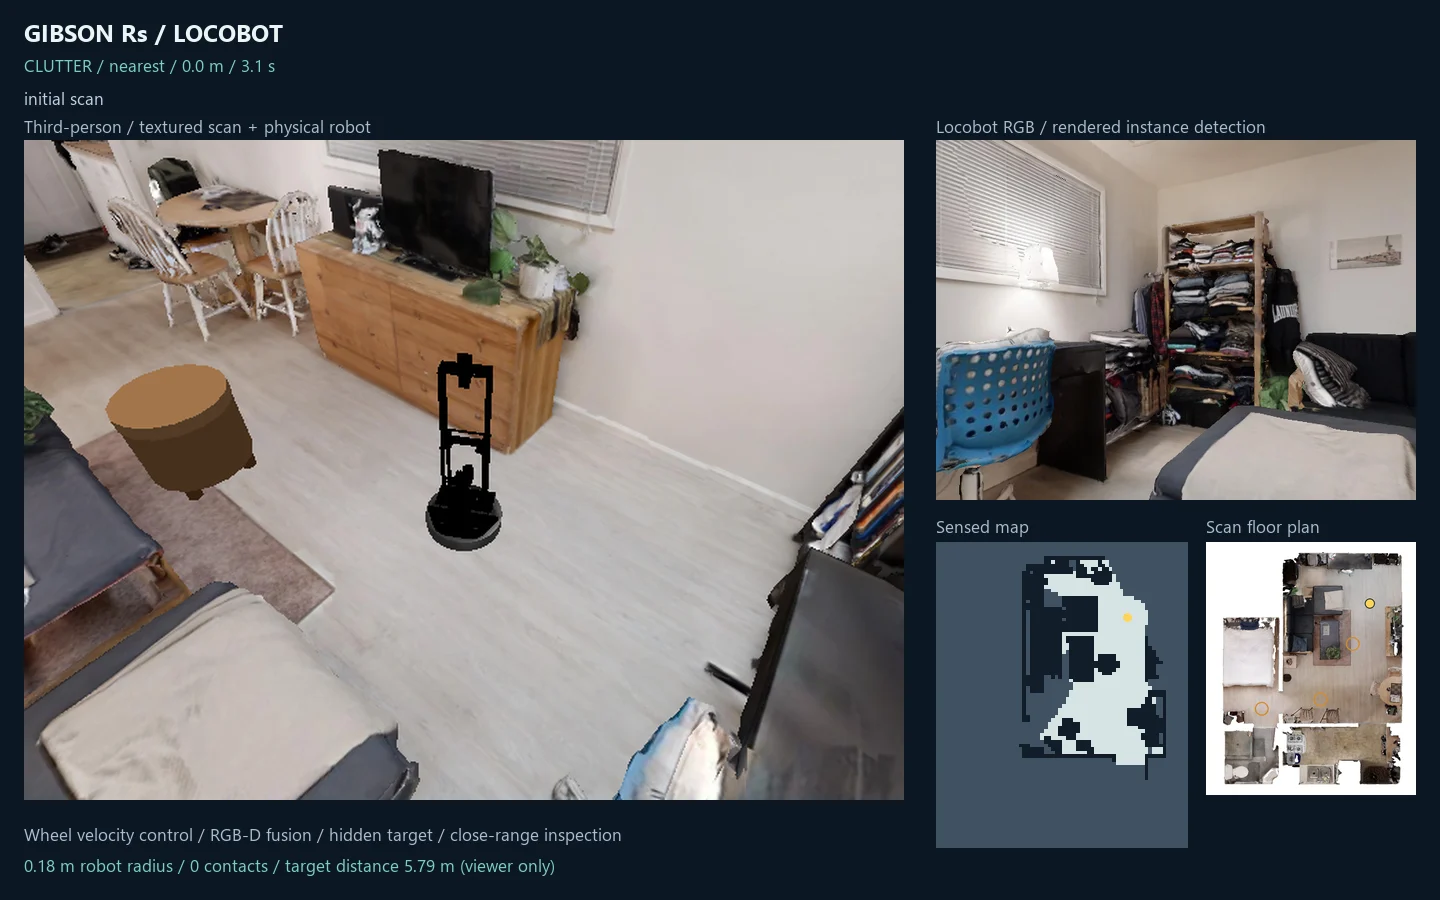 GIBSON Rs / LOCOBOT
CLUTTER / nearest / 0.0 m / 3.1 s
initial scan
Third-person / textured scan + physical robot
Locobot RGB / rendered instance detection
Sensed map
Scan floor plan
Wheel velocity control / RGB-D fusion / hidden target / close-range inspection
0.18 m robot radius / 0 contacts / target distance 5.79 m (viewer only)